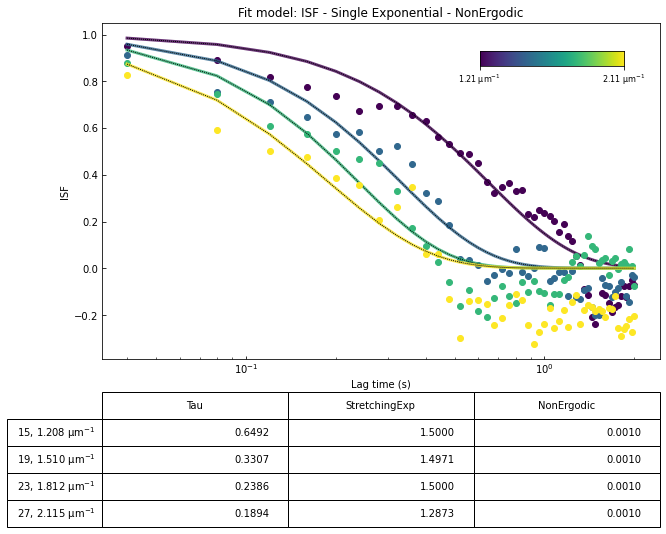 Fit model: ISF - Single Exponential - NonErgodic
1.0
0.8
0.6
0.4
0.2
0.0
−0.2
ISF
1.21 μm⁻¹ 2.11 μm⁻¹
10⁻¹ 10⁰
Lag time (s)
Tau StretchingExp NonErgodic
15, 1.208 μm⁻¹ 0.6492 1.5000 0.0010
19, 1.510 μm⁻¹ 0.3307 1.4971 0.0010
23, 1.812 μm⁻¹ 0.2386 1.5000 0.0010
27, 2.115 μm⁻¹ 0.1894 1.2873 0.0010